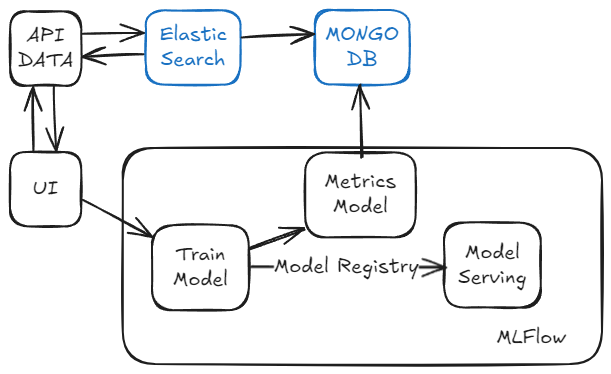 API
DATA
Elastic
Search
MONGO
DB
UI
Metrics
Model
Train
Model
Model Registry
Model
Serving
MLFlow